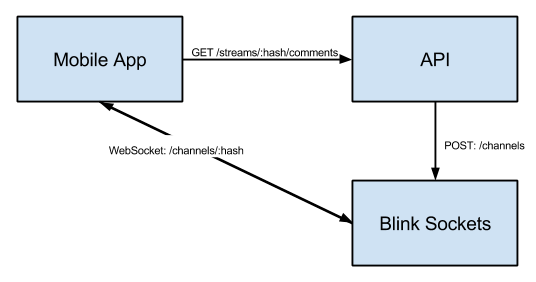 Mobile App
GET /streams/:hash/comments
API
WebSocket: /channels/:hash
POST: /channels
Blink Sockets